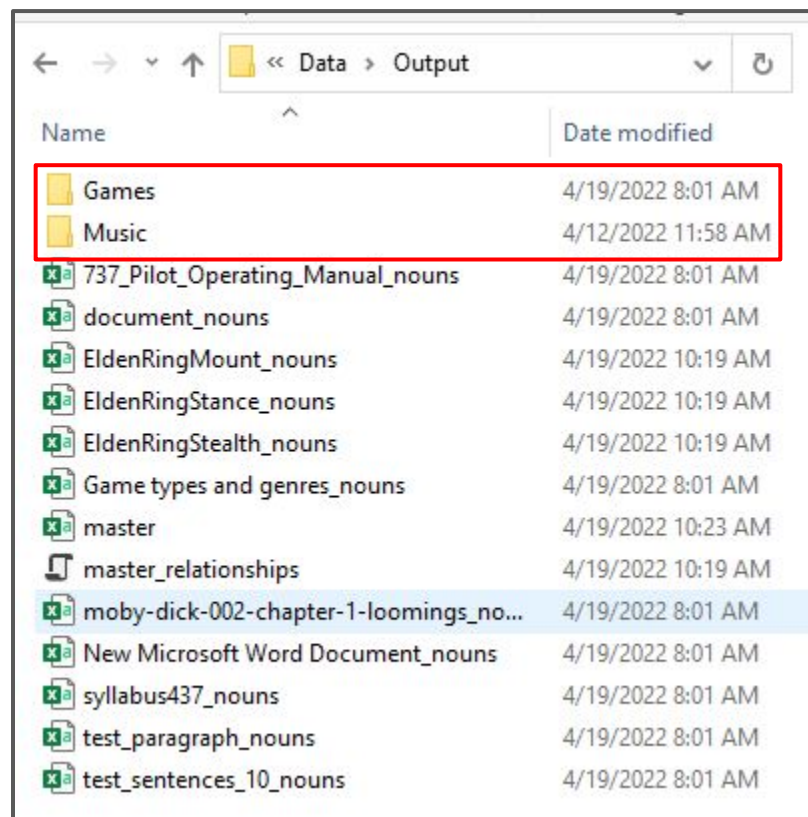 « Data > Output
Name Date modified
Games 4/19/2022 8:01 AM
Music 4/12/2022 11:58 AM
737_Pilot_Operating_Manual_nouns 4/19/2022 8:01 AM
document_nouns 4/19/2022 8:01 AM
EldenRingMount_nouns 4/19/2022 10:19 AM
EldenRingStance_nouns 4/19/2022 10:19 AM
EldenRingStealth_nouns 4/19/2022 10:19 AM
Game types and genres_nouns 4/19/2022 8:01 AM
master 4/19/2022 10:23 AM
master_relationships 4/19/2022 10:19 AM
moby-dick-002-chapter-1-loomings_no... 4/19/2022 8:01 AM
New Microsoft Word Document_nouns 4/19/2022 8:01 AM
syllabus437_nouns 4/19/2022 8:01 AM
test_paragraph_nouns 4/19/2022 8:01 AM
test_sentences_10_nouns 4/19/2022 8:01 AM